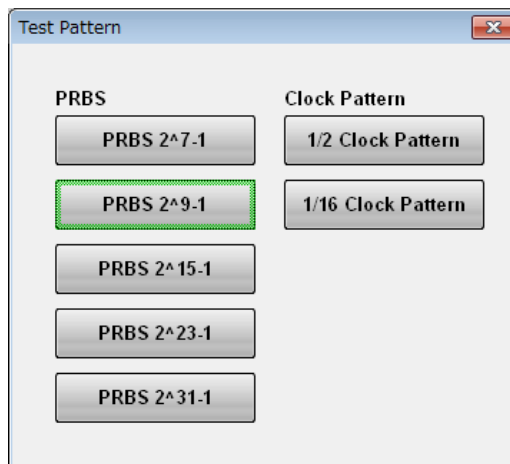 Test Pattern
PRBS
PRBS 2^7-1
PRBS 2^9-1
PRBS 2^15-1
PRBS 2^23-1
PRBS 2^31-1
Clock Pattern
1/2 Clock Pattern
1/16 Clock Pattern